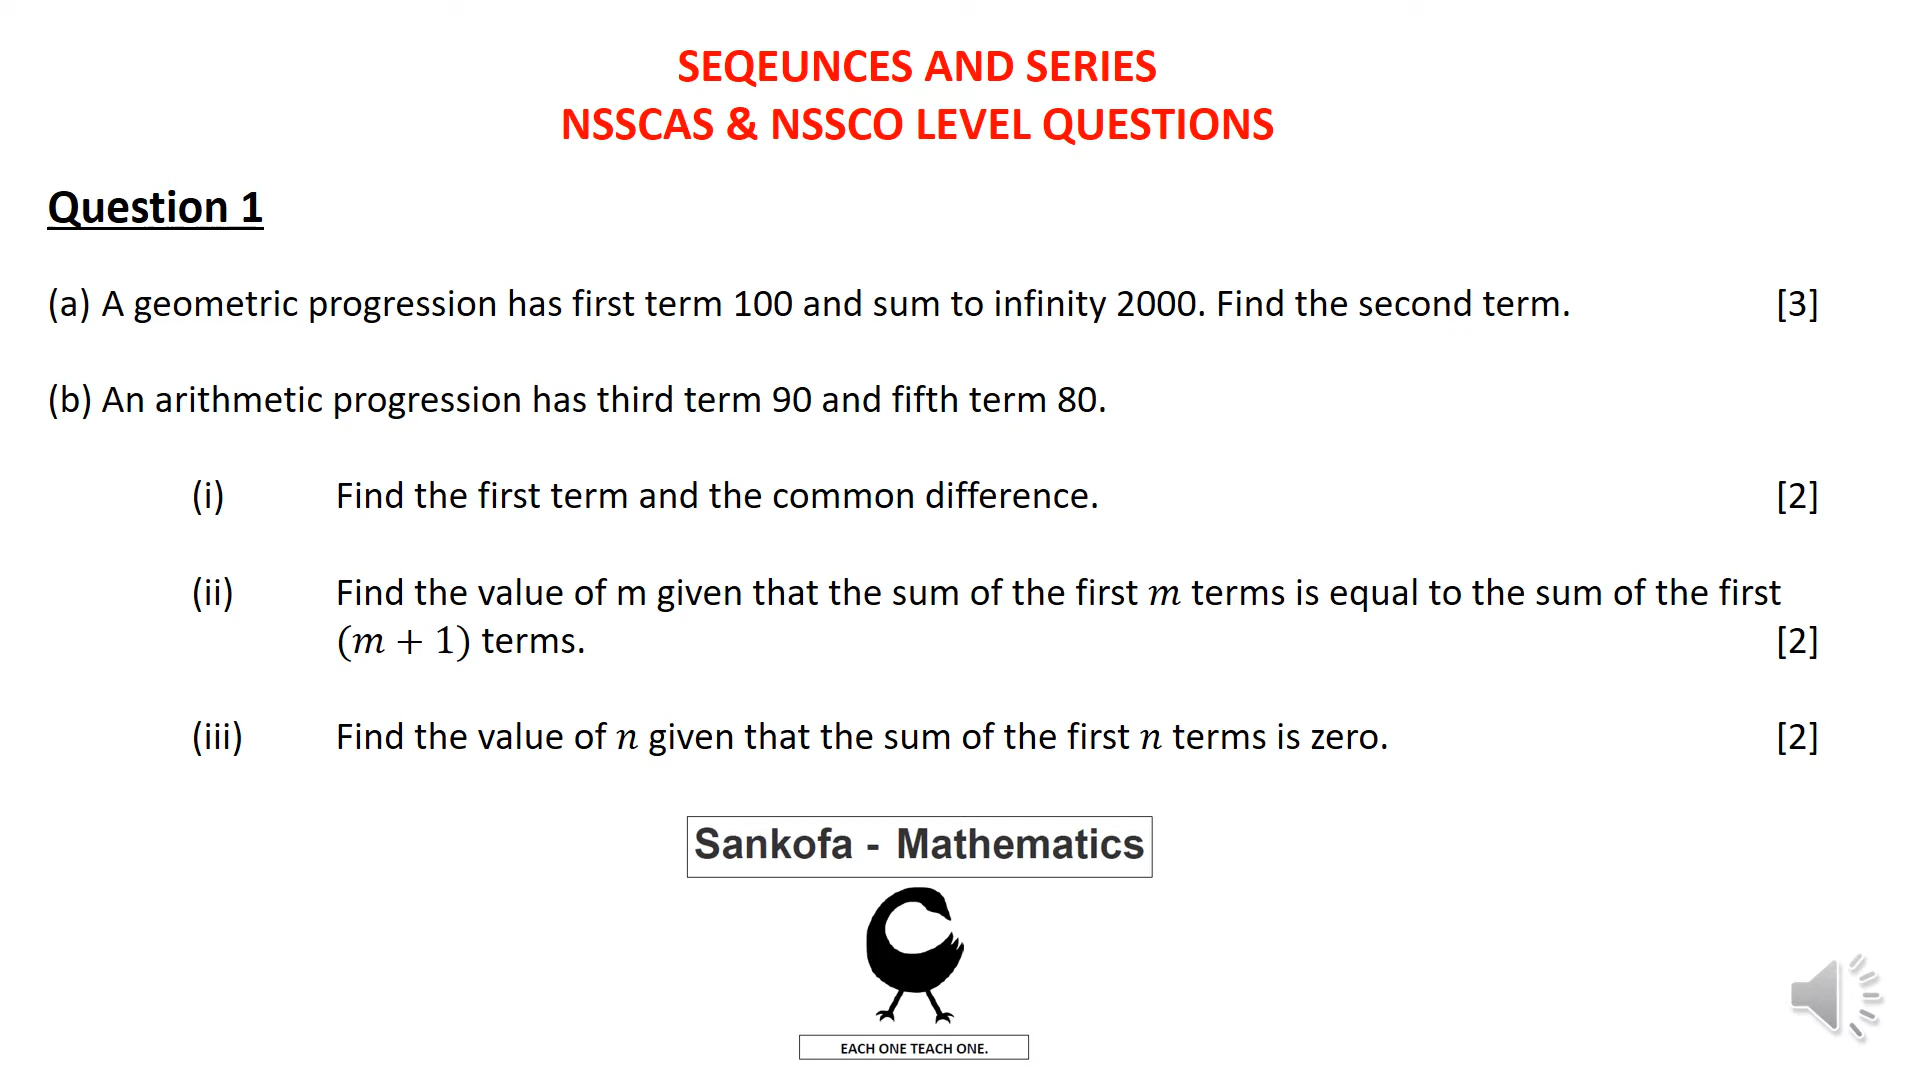 SEQEUNCES AND SERIES
NSSCAS & NSSCO LEVEL QUESTIONS
Question 1
(a) A geometric progression has first term 100 and sum to infinity 2000. Find the second term. [3]
(b) An arithmetic progression has third term 90 and fifth term 80.
(i) Find the first term and the common difference. [2]
(ii) Find the value of m given that the sum of the first m terms is equal to the sum of the first
(m + 1) terms. [2]
(iii) Find the value of n given that the sum of the first n terms is zero. [2]
Sankofa - Mathematics
EACH ONE TEACH ONE.